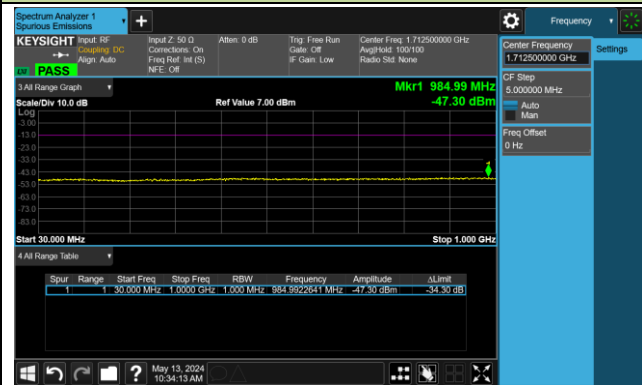 Spectrum Analyzer 1
Spurious Emissions
+
Frequency
KEYSIGHT
Input: RF
Coupling: DC
Align: Auto
Input Z: 50 Ω
Corrections: On
Freq Ref: Int (S)
NFE: Off
Atten: 0 dB
Trig: Free Run
Gate: Off
IF Gain: Low
Center Freq: 1.712500000 GHz
Avg|Hold: 100/100
Radio Std: None
LXI
PASS
Center Frequency
1.712500000 GHz
Settings
CF Step
5.000000 MHz
Auto
Man
Freq Offset
0 Hz
3 All Range Graph
Mkr1 984.99 MHz
Scale/Div 10.0 dB
Ref Value 7.00 dBm
-47.30 dBm
Log
-3.00
-13.0
-23.0
-33.0
-43.0
-53.0
-63.0
-73.0
-83.0
1
Start 30.000 MHz
Stop 1.000 GHz
4 All Range Table
Spur Range Start Freq Stop Freq RBW Frequency Amplitude ΔLimit
1 1 30.000 MHz 1.0000 GHz 1.000 MHz 984.9922641 MHz -47.30 dBm -34.30 dB
?
May 13, 2024
10:34:13 AM